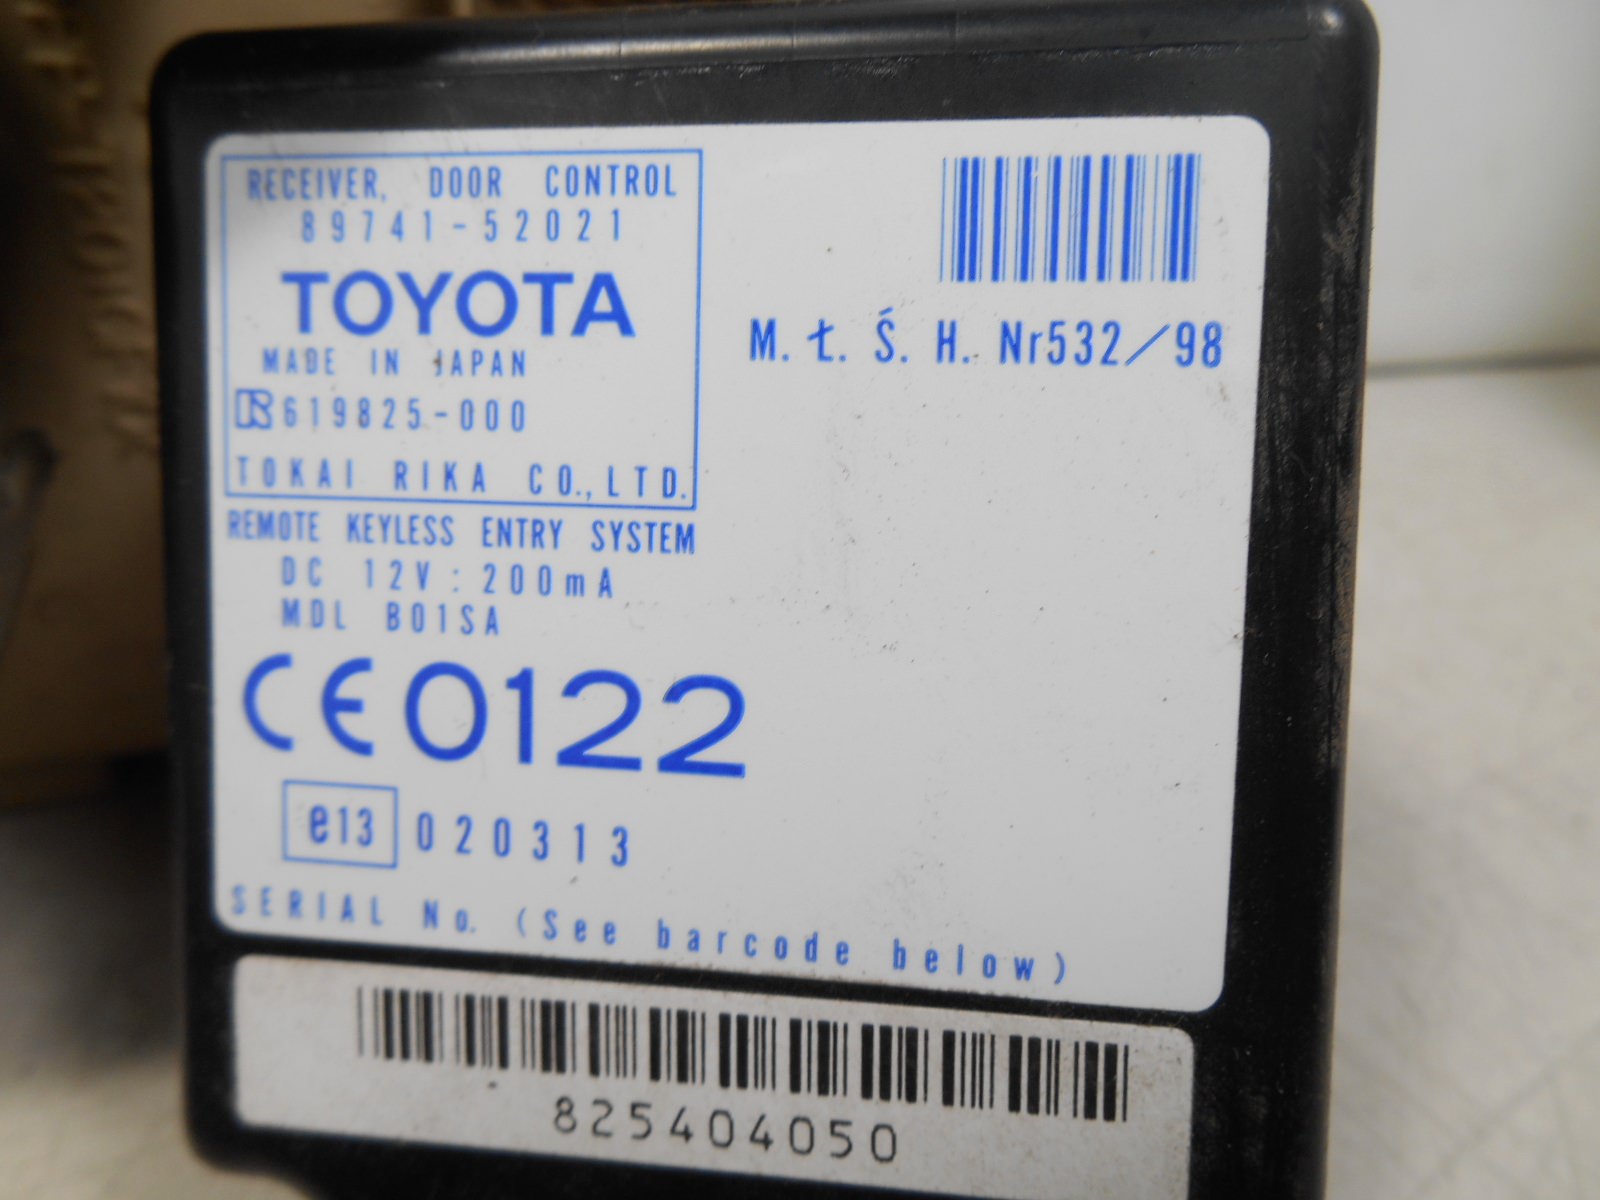 RECEIVER, DOOR CONTROL
89741-52021
TOYOTA
MADE IN JAPAN
R 619825-000
TOKAI RIKA CO.,LTD.
REMOTE KEYLESS ENTRY SYSTEM
DC 12V : 200mA
MDL B01SA
CE0122
e13 020313
SERIAL No. (See barcode below)
M. Ł. Ś. H. Nr532/98
825404050